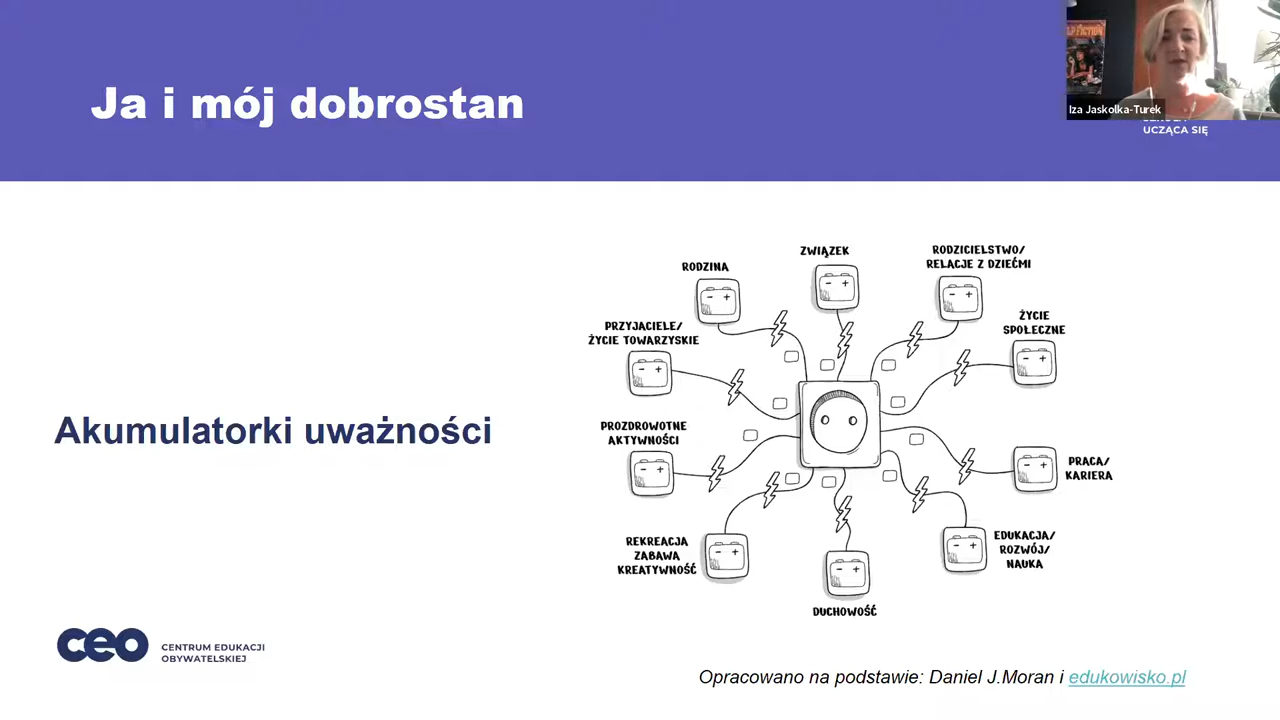 Ja i mój dobrostan
Iza Jaskolka-Turek
UCZĄCA SIĘ
ZWIĄZEK
RODZICIELSTWO/
RELACJE Z DZIEĆMI
RODZINA
ŻYCIE
SPOŁECZNE
PRZYJACIELE/
ŻYCIE TOWARZYSKIE
Akumulatorki uważności
PROZDROWOTNE
AKTYWNOŚCI
PRACA/
KARIERA
REKREACJA
ZABAWA
KREATYWNOŚĆ
EDUKACJA/
ROZWÓJ/
NAUKA
DUCHOWOŚĆ
ceo
CENTRUM EDUKACJI
OBYWATELSKIEJ
Opracowano na podstawie: Daniel J.Moran i edukowisko.pl